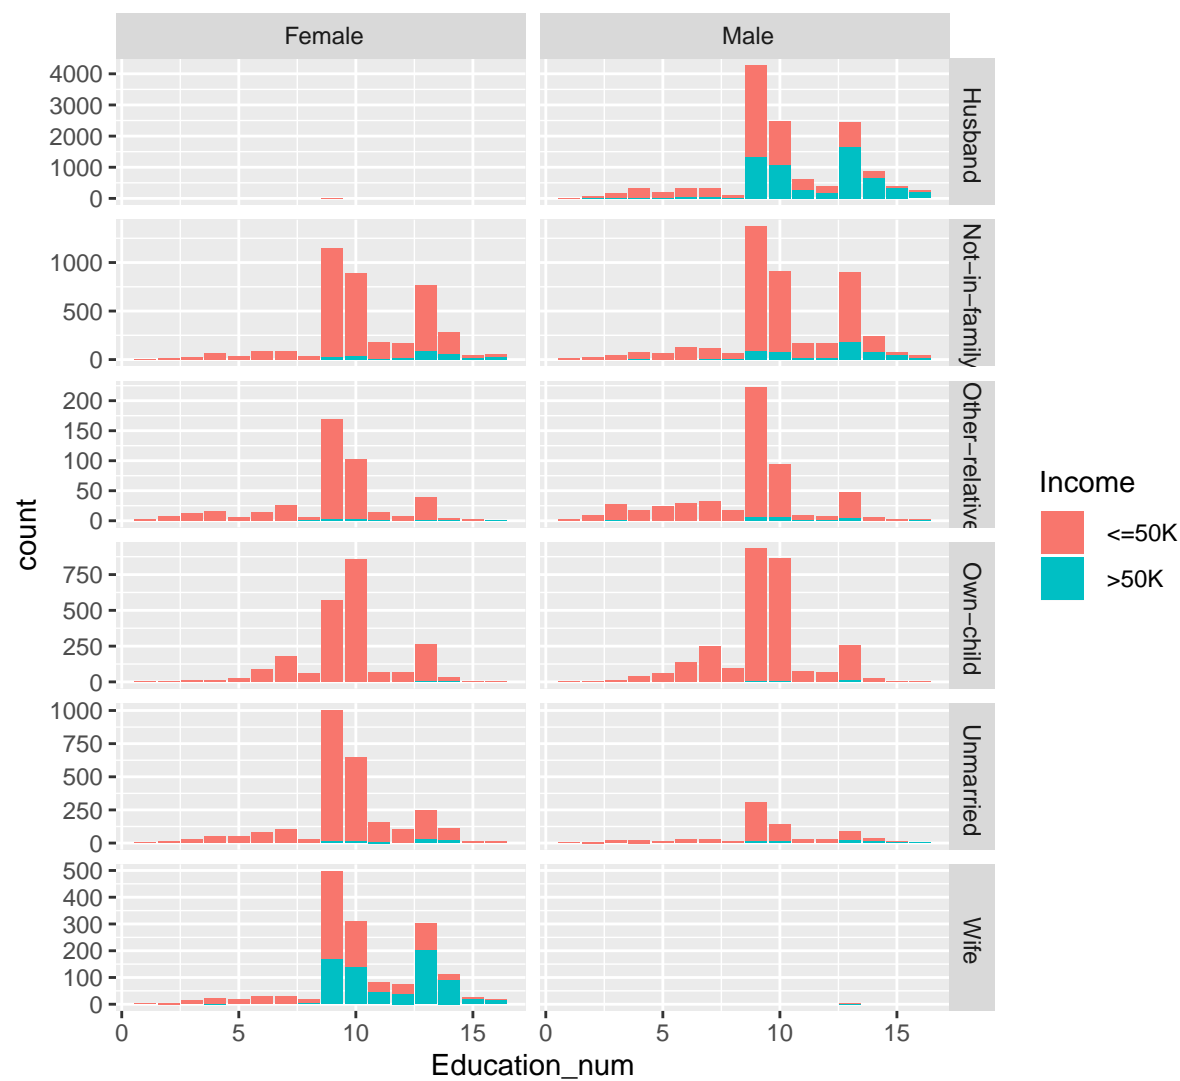 Female
Male
4000
3000
2000
1000
0
Husband
1000
500
0
Not−in−family
200
150
100
50
0
Other−relative
750
500
250
0
Own−child
1000
750
500
250
0
Unmarried
500
400
300
200
100
0
Wife
0
5
10
15
0
5
10
15
Education_num
count
Income
<=50K
>50K